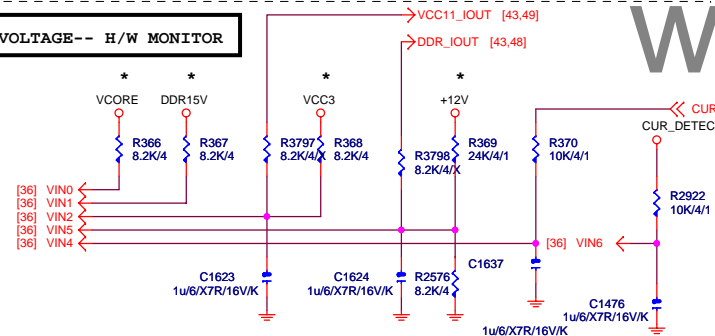 VCC11_IOUT [43,49]
VOLTAGE-- H/W MONITOR
DDR_IOUT [43,48]
W
* * * *
VCORE DDR15V VCC3 +12V
CUR
CUR_DETEC
R366 8.2K/4
R367 8.2K/4
R3797 8.2K/4/X
R368 8.2K/4
R3798 8.2K/4/X
R369 24K/4/1
R370 10K/4/1
R2922 10K/4/1
[36] VIN0
[36] VIN1
[36] VIN2
[36] VIN5
[36] VIN4
[36] VIN6
C1623 1u/6/X7R/16V/K
C1624 1u/6/X7R/16V/K
R2576 8.2K/4
C1637 1u/6/X7R/16V/K
C1476 1u/6/X7R/16V/K